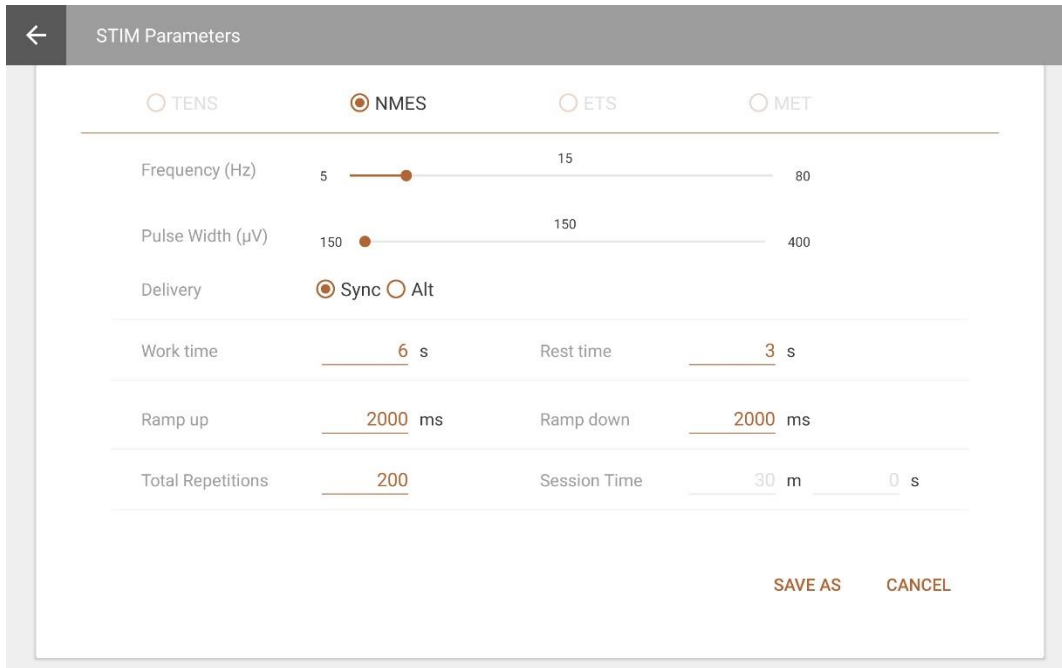 STIM Parameters
TENS NMES ETS MET
Frequency (Hz) 5 15 80
Pulse Width (µV) 150 150 400
Delivery Sync Alt
Work time 6 s Rest time 3 s
Ramp up 2000 ms Ramp down 2000 ms
Total Repetitions 200 Session Time 30 m 0 s
SAVE AS CANCEL